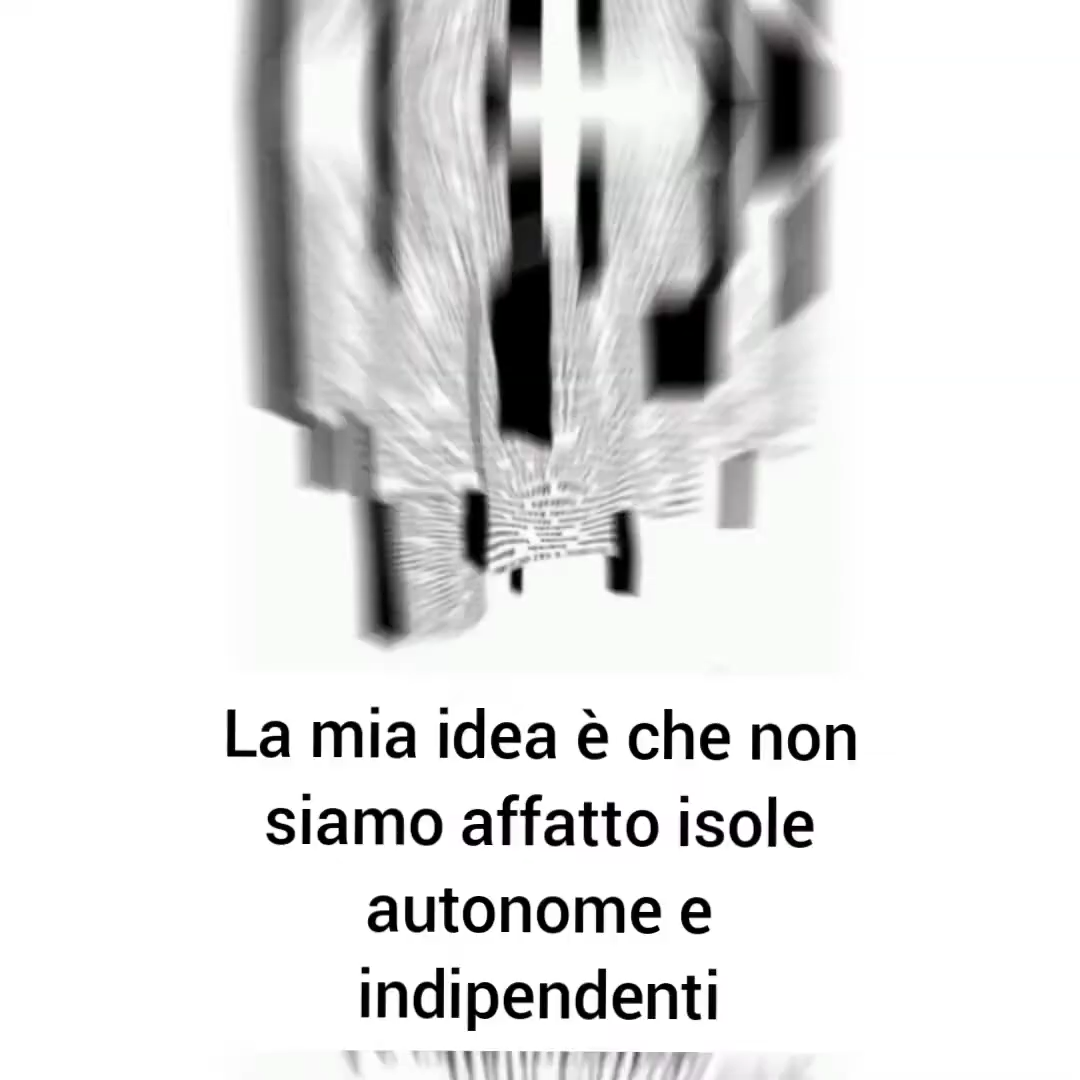 La mia idea è che non
siamo affatto isole
autonome e
indipendenti